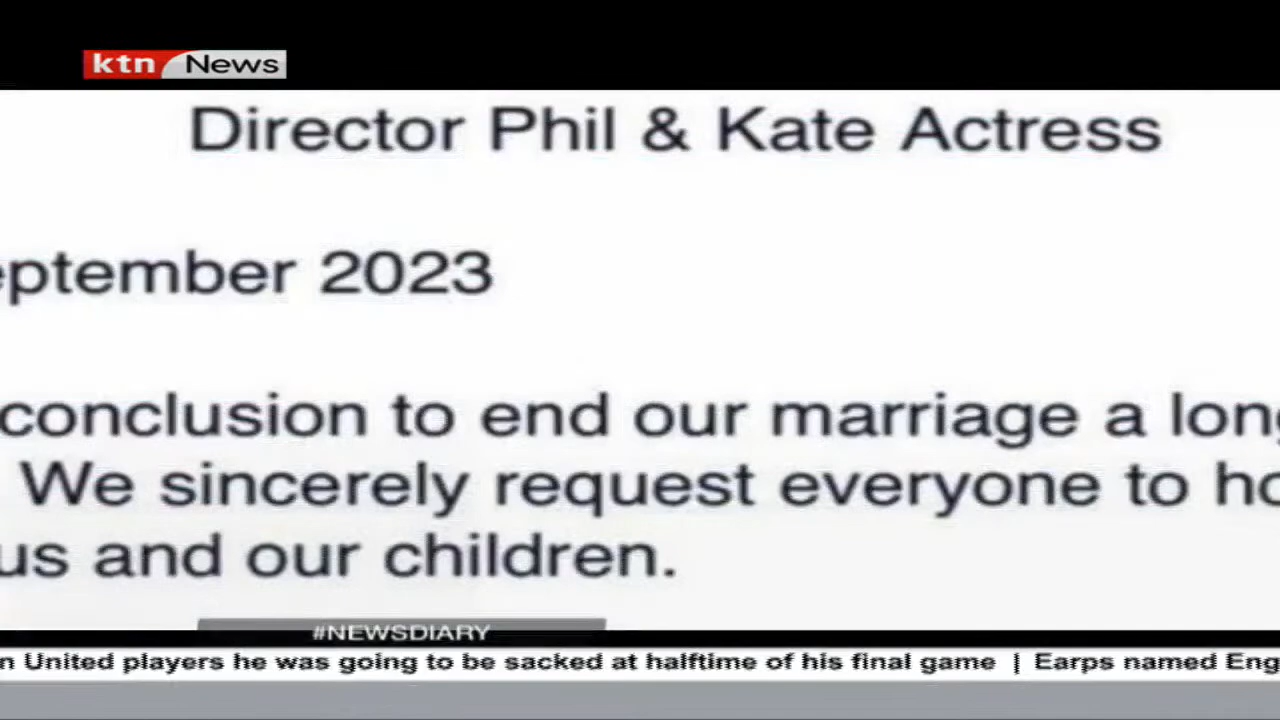 ktn News
Director Phil & Kate Actress
eptember 2023
conclusion to end our marriage a long
We sincerely request everyone to ho
us and our children.
#NEWSDIARY
n United players he was going to be sacked at halftime of his final game | Earps named Eng